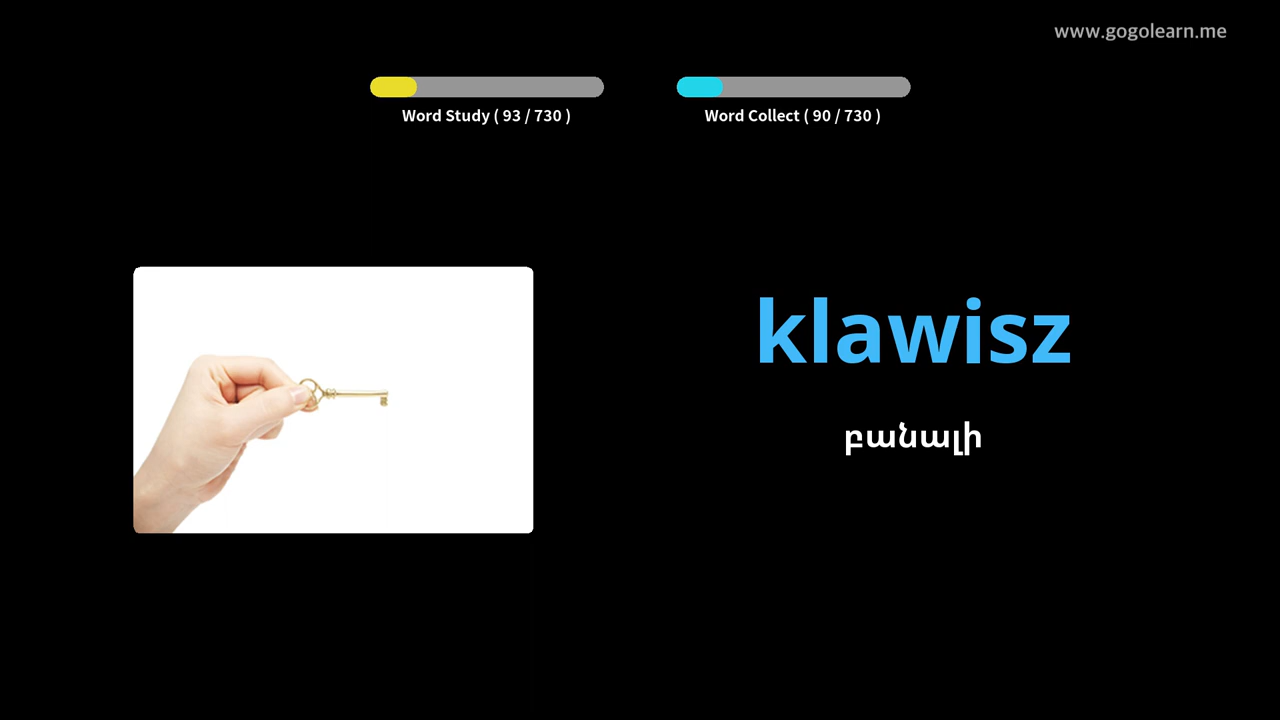 www.gogolearn.me
Word Study ( 93 / 730 )
Word Collect ( 90 / 730 )
klawisz
բանալի